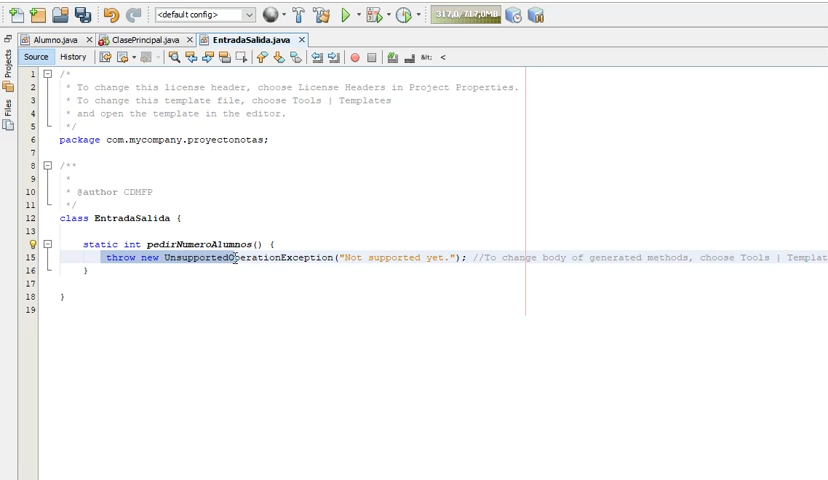 <default config>
317,0/717,0MB
Alumno.java
ClasePrincipal.java
EntradaSalida.java
Source
History
Projects
Files
1 /*
2 * To change this license header, choose License Headers in Project Properties.
3 * To change this template file, choose Tools | Templates
4 * and open the template in the editor.
5 */
6 package com.mycompany.proyectonotas;
7
8 /**
9 *
10 * @author CDMFP
11 */
12 class EntradaSalida {
13
static int pedirNumeroAlumnos() {
15 throw new UnsupportedOperationException("Not supported yet."); //To change body of generated methods, choose Tools | Templat
16 }
17
18 }
19